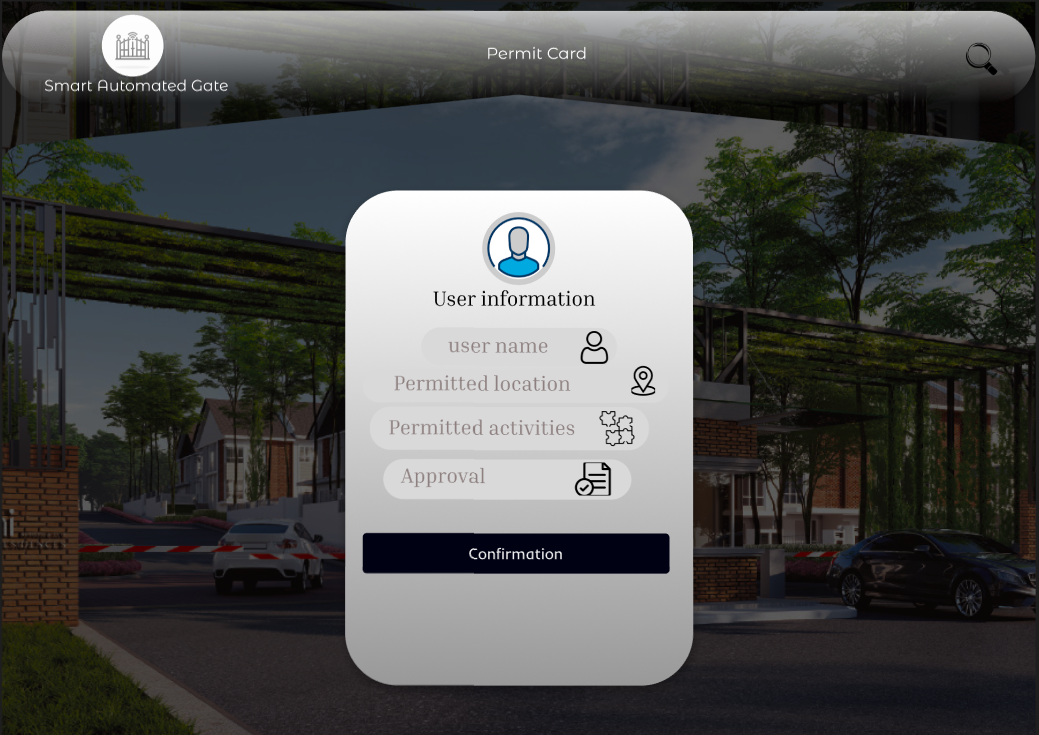 Smart Automated Gate
Permit Card
User information
user name
Permitted location
Permitted activities
Approval
Confirmation